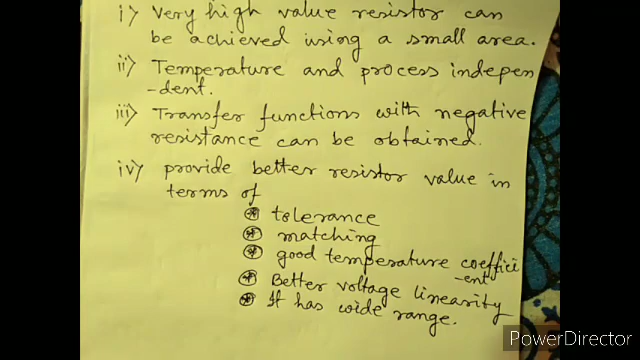 i) Very high value resistor can
be achieved using a small area.
ii) Temperature and process indepen
-dent.
iii) Transfer functions with negative
resistance can be obtained.
iv) provide better resistor value in
terms of
* tolerance
* matching
* good temperature coeffici
-ent
* Better voltage linearity
* It has wide range.
PowerDirector